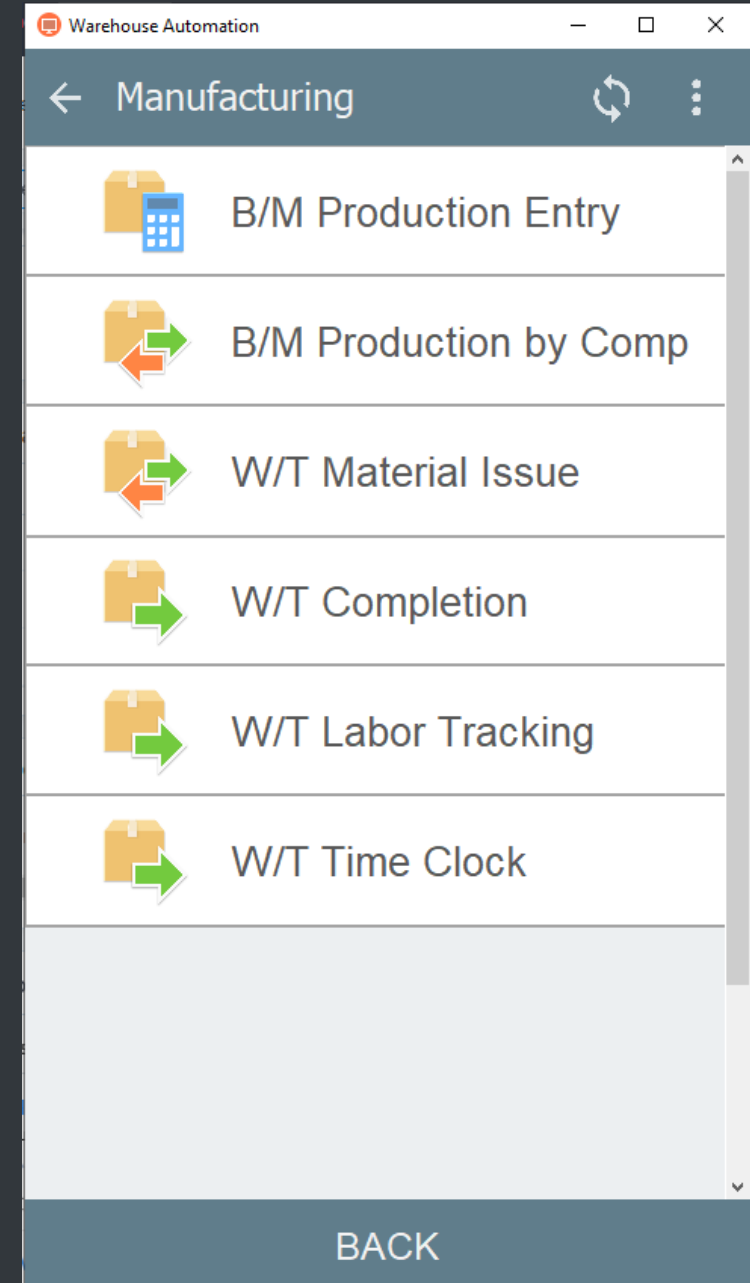 Warehouse Automation
Manufacturing
B/M Production Entry
B/M Production by Comp
W/T Material Issue
W/T Completion
W/T Labor Tracking
W/T Time Clock
BACK